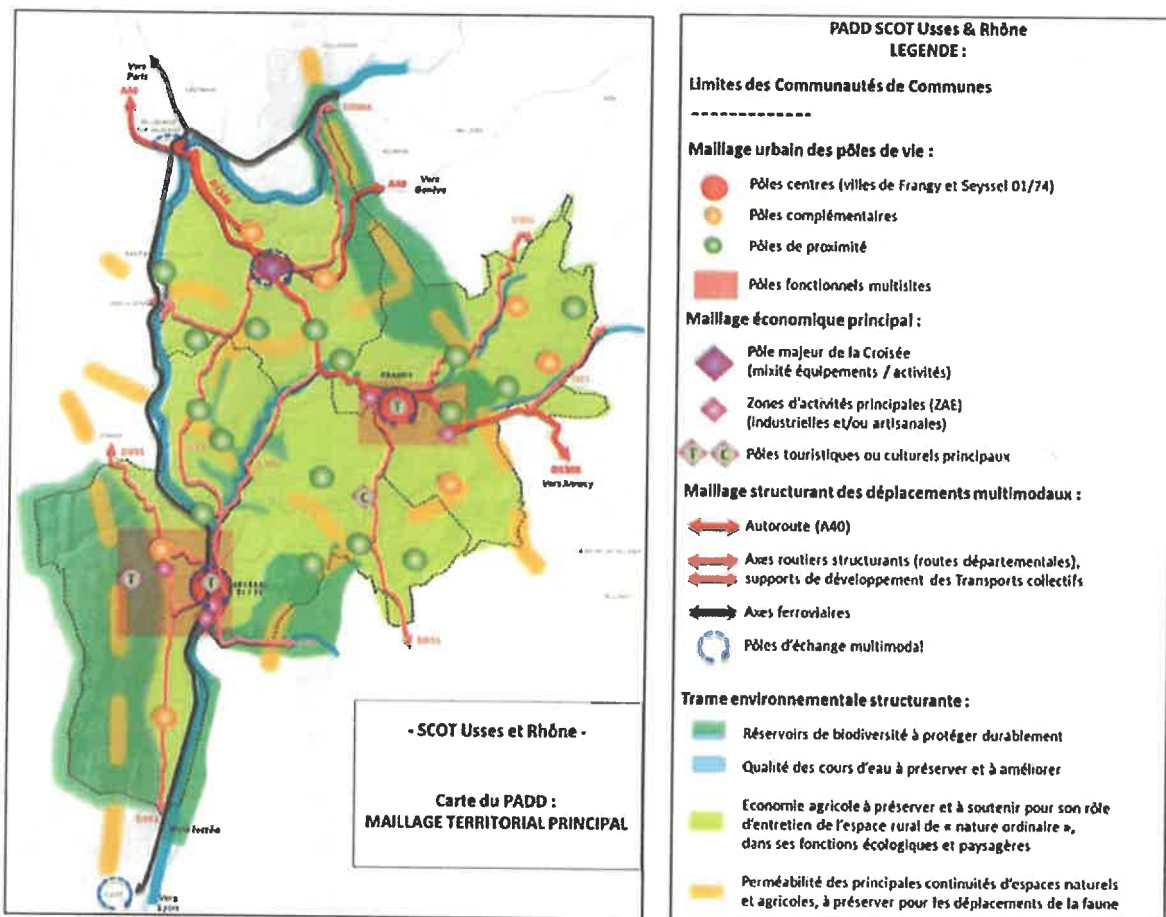 Vers
Paris
A40
D1508
A40
Vers
Genève
FRANGY
T
D1508
Vers Annecy
C
T
T
Vers
Lyon
- SCOT Usses et Rhône -
Carte du PADD :
MAILLAGE TERRITORIAL PRINCIPAL
PADD SCOT Usses & Rhône
LEGENDE :
Limites des Communautés de Communes
-------------
Maillage urbain des pôles de vie :
Pôles centres (villes de Frangy et Seyssel 01/74)
Pôles complémentaires
Pôles de proximité
Pôles fonctionnels multisites
Maillage économique principal :
Pôle majeur de la Croisée
(mixité équipements / activités)
Zones d'activités principales (ZAE)
(industrielles et/ou artisanales)
T C Pôles touristiques ou culturels principaux
Maillage structurant des déplacements multimodaux :
Autoroute (A40)
Axes routiers structurants (routes départementales),
supports de développement des Transports collectifs
Axes ferroviaires
Pôles d'échange multimodal
Trame environnementale structurante :
Réservoirs de biodiversité à protéger durablement
Qualité des cours d'eau à préserver et à améliorer
Economie agricole à préserver et à soutenir pour son rôle
d'entretien de l'espace rural de « nature ordinaire »,
dans ses fonctions écologiques et paysagères
Perméabilité des principales continuités d'espaces naturels
et agricoles, à préserver pour les déplacements de la faune